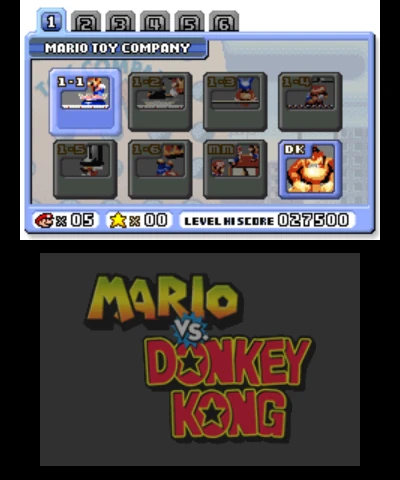 1 2 3 4 5 6
MARIO TOY COMPANY
1-1 1-2 1-3 1-4
1-5 1-6 MM DK
x 05 x 00 LEVEL HI SCORE 027500
MARIO
VS.
DONKEY
KONG